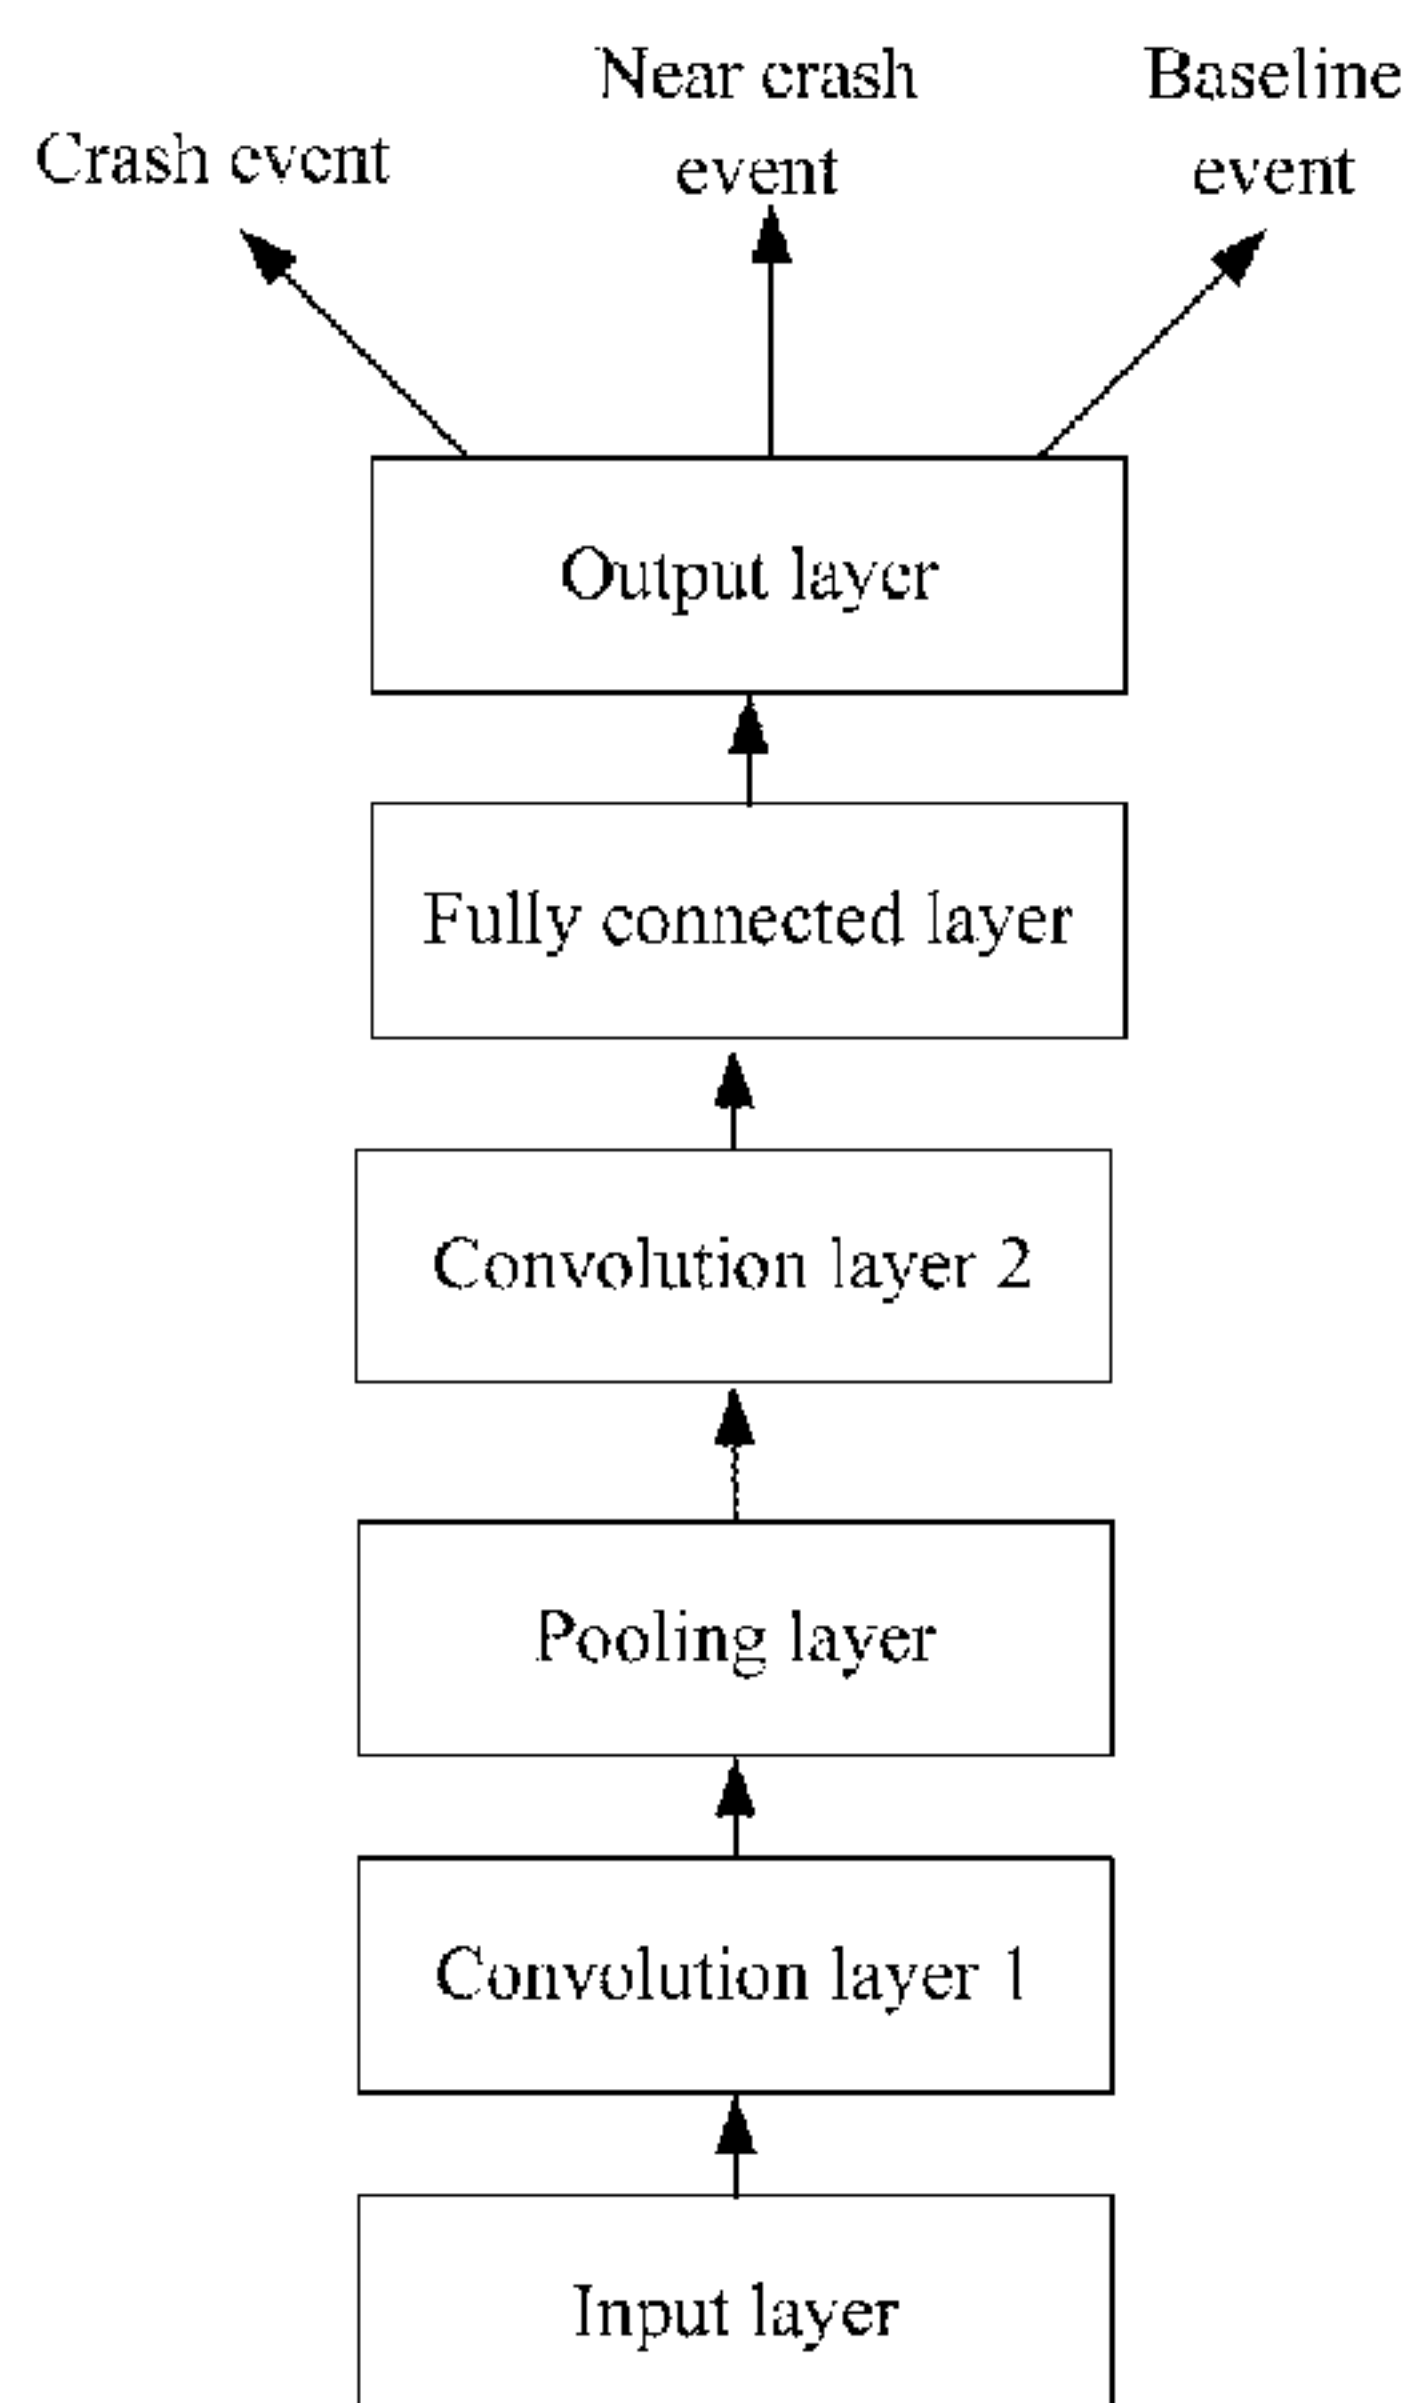 Near crash
event
Baseline
event
Crash event
Output layer
Fully connected layer
Convolution layer 2
Pooling layer
Convolution layer 1
Input layer